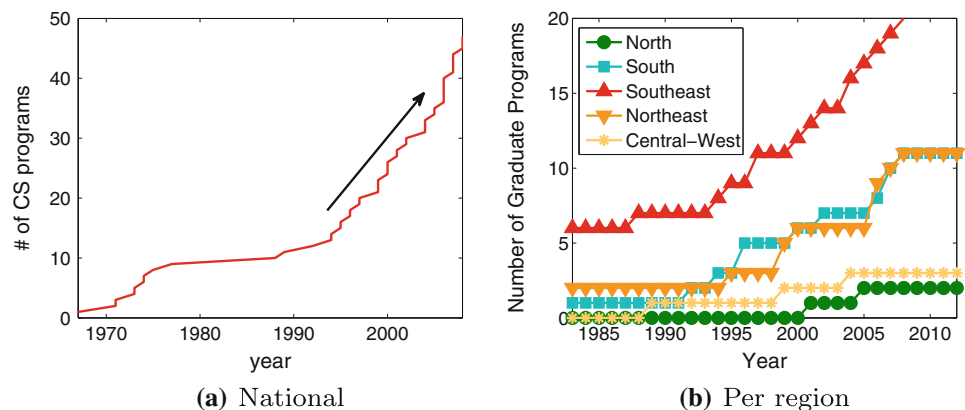 50
40
30
20
10
0
# of CS programs
1970 1980 1990 2000
year
(a) National
20
15
10
5
0
Number of Graduate Programs
North
South
Southeast
Northeast
Central-West
1985 1990 1995 2000 2005 2010
Year
(b) Per region